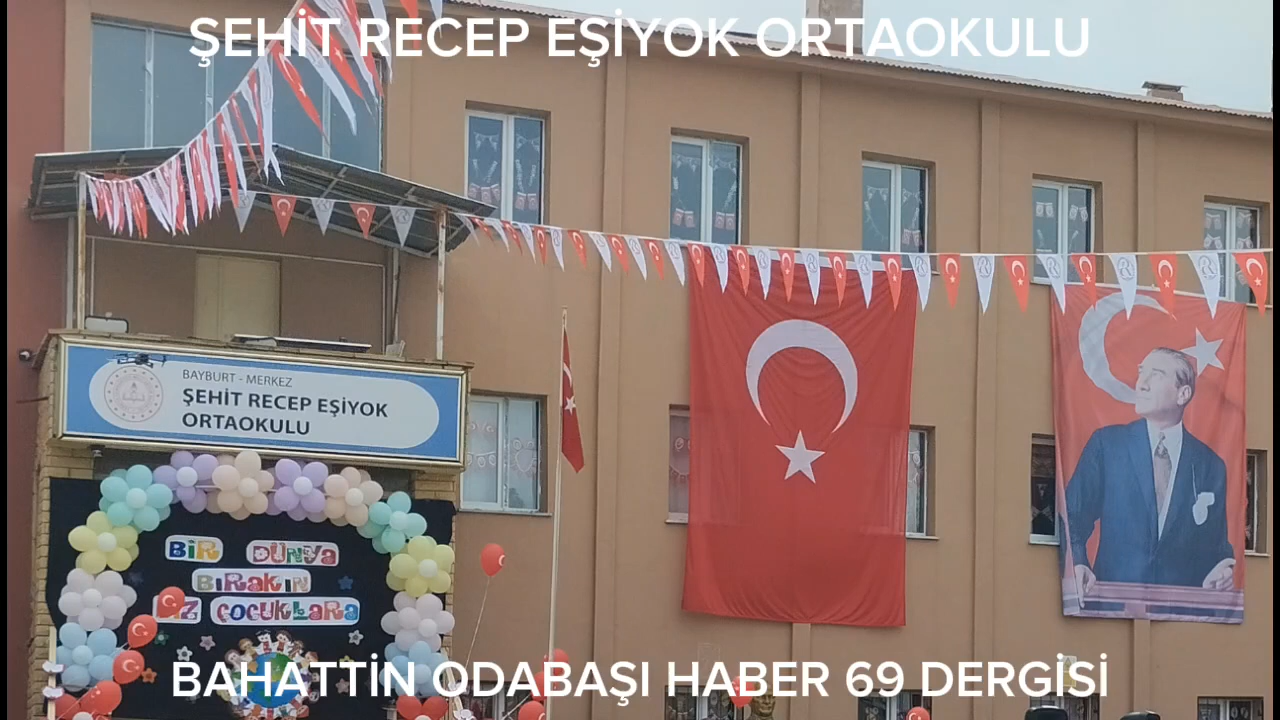 ŞEHİT RECEP EŞİYOK ORTAOKULU
BAYBURT - MERKEZ
ŞEHİT RECEP EŞİYOK
ORTAOKULU
BİR DÜNYA
BIRAKIN
BİZ ÇOCUKLARA
BAHATTİN ODABAŞI HABER 69 DERGİSİ